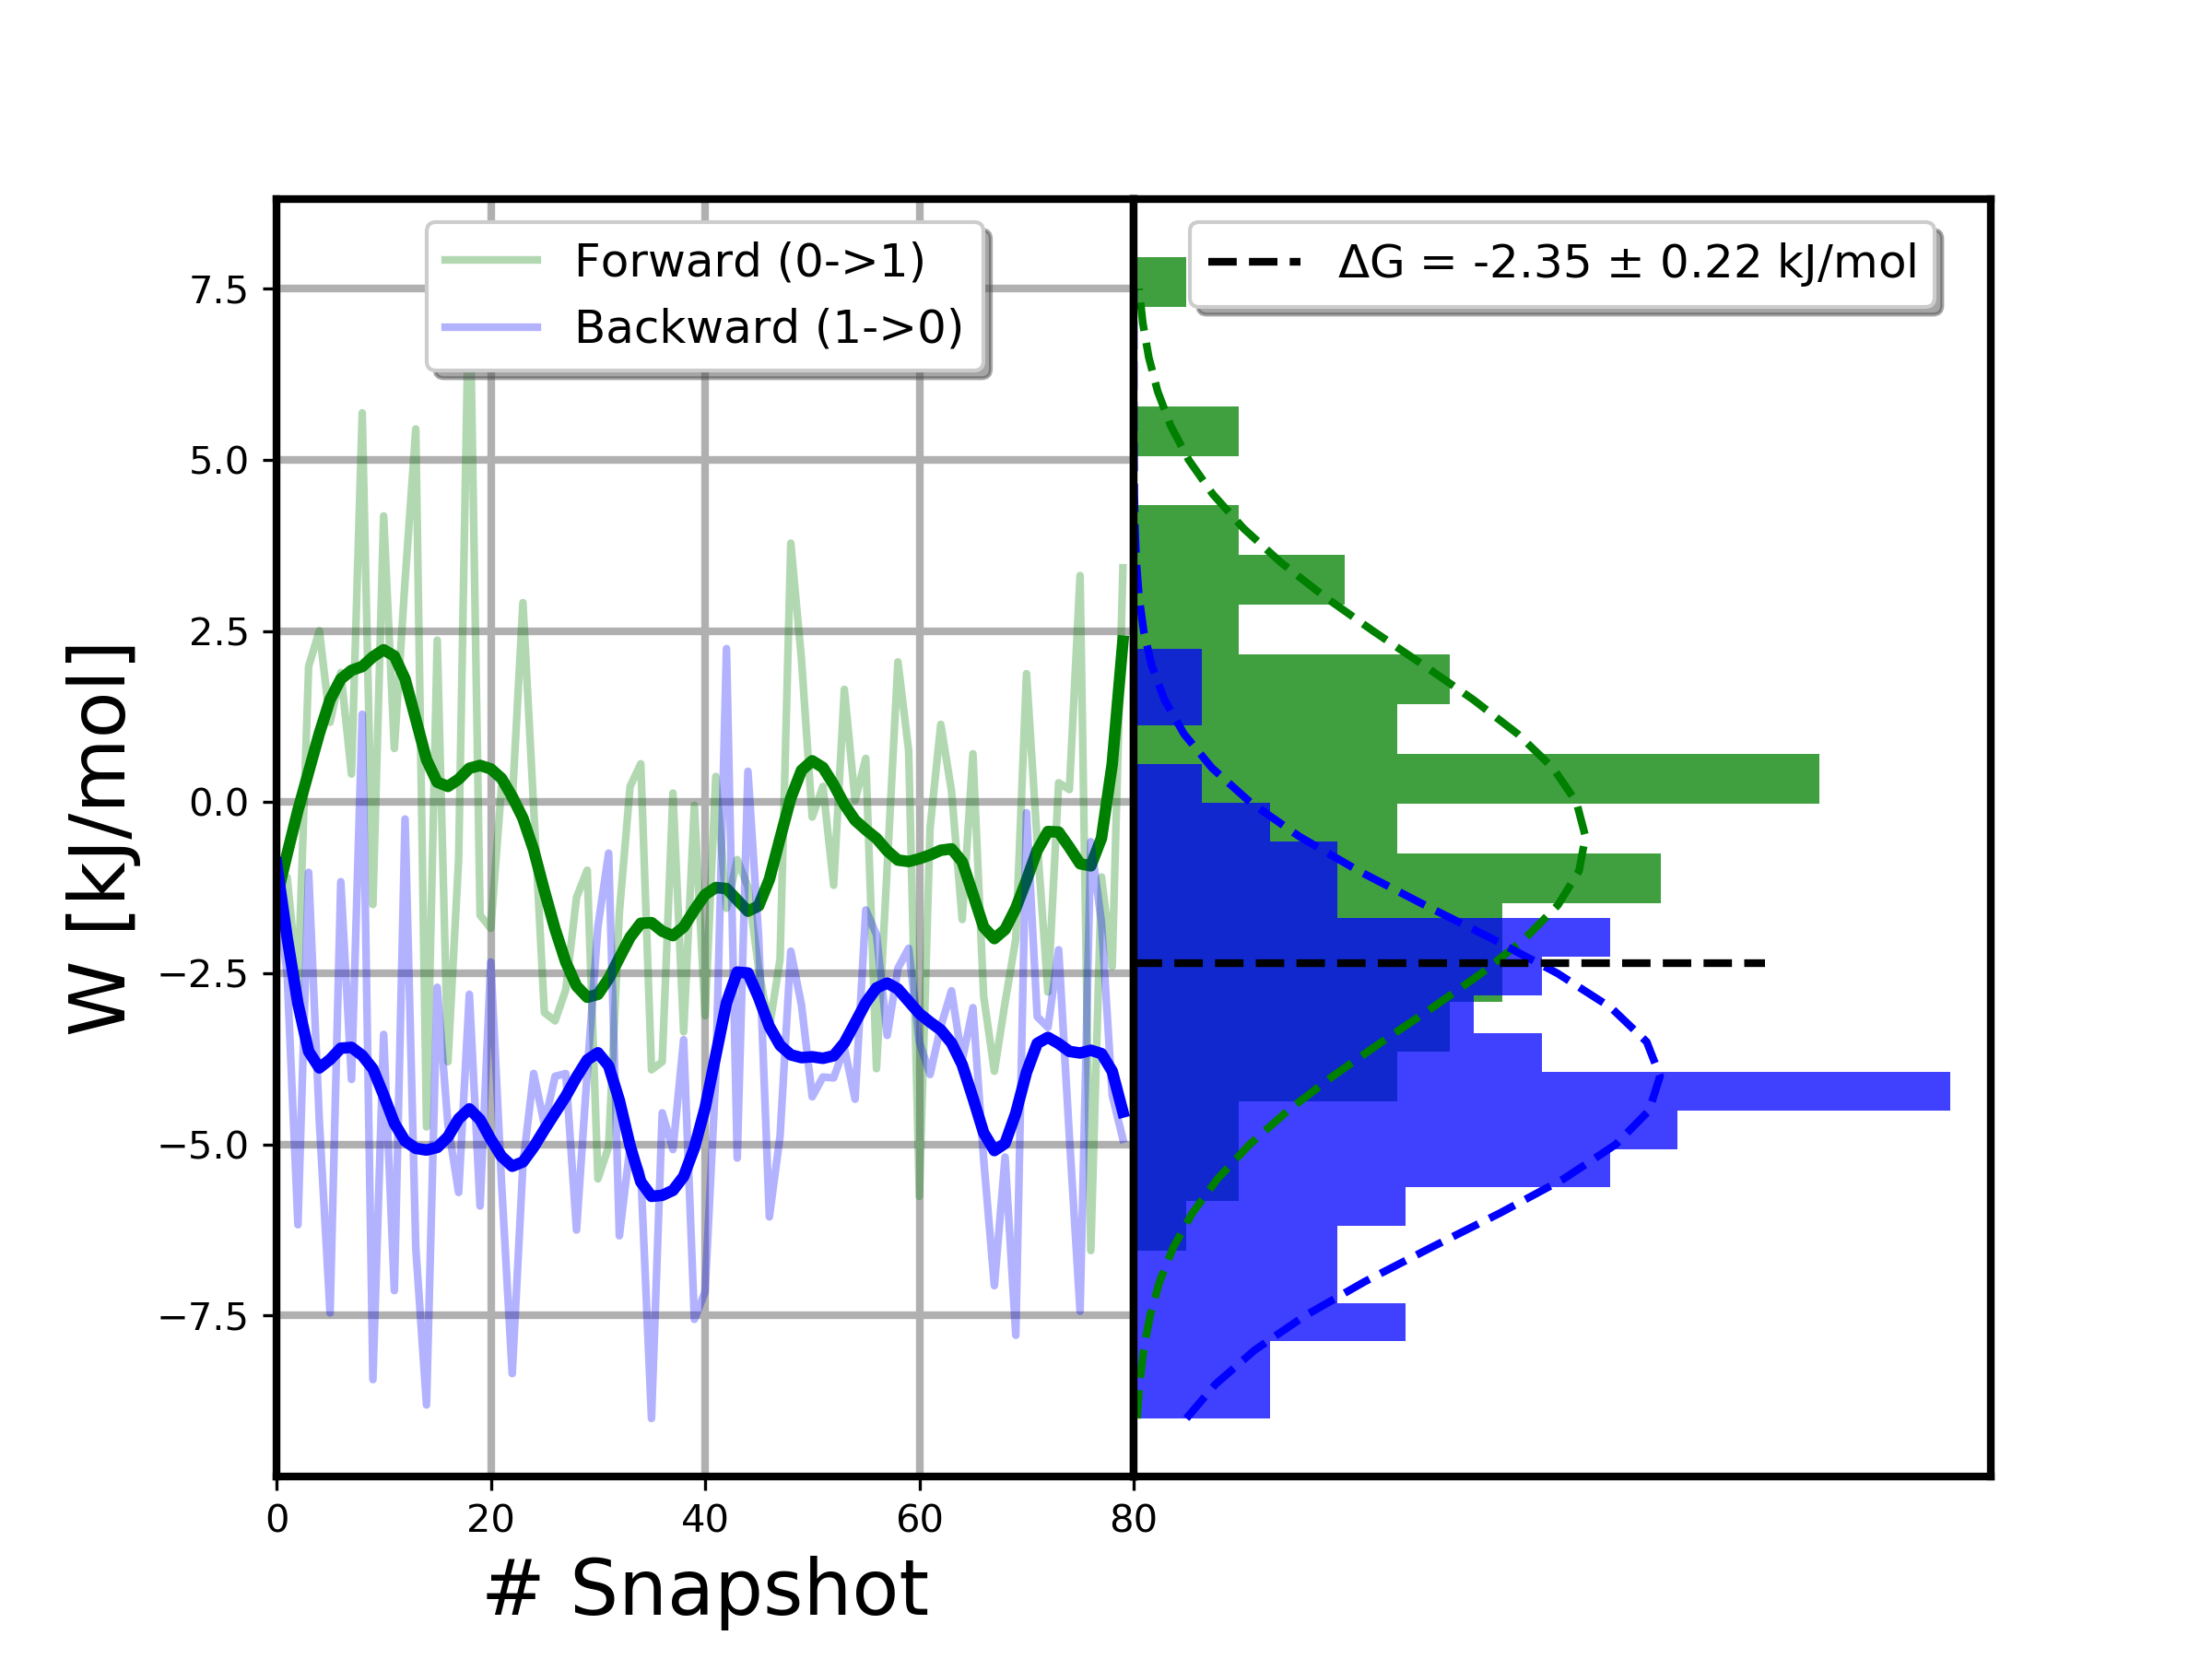 Forward (0->1)
Backward (1->0)
ΔG = -2.35 ± 0.22 kJ/mol
7.5
5.0
2.5
0.0
−2.5
−5.0
−7.5
W [kJ/mol]
0 20 40 60 80
# Snapshot